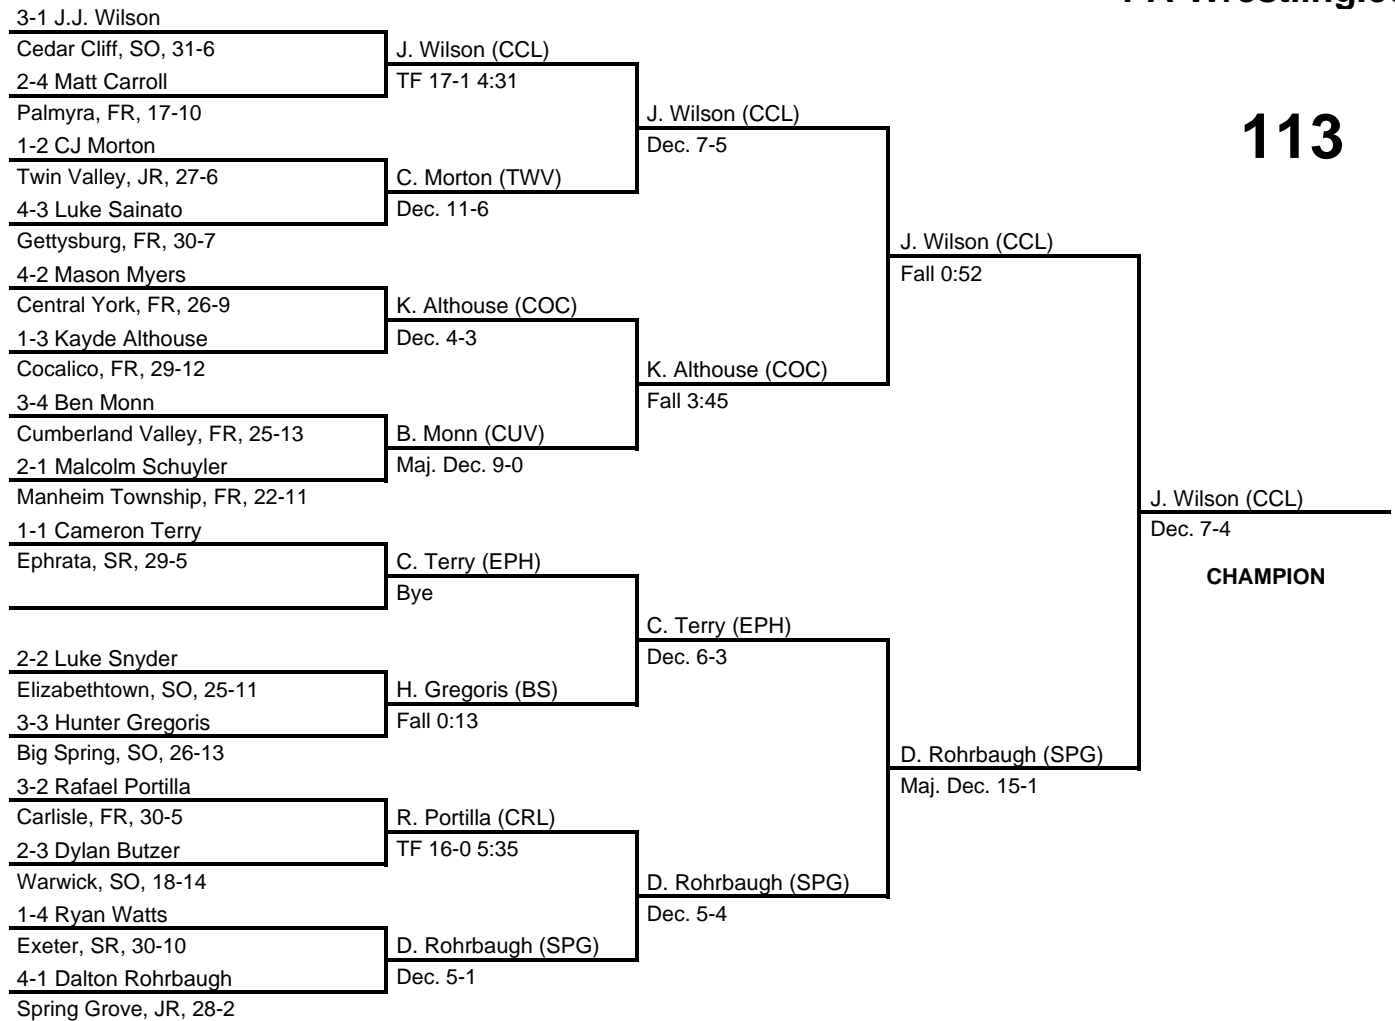 3-1 J.J. Wilson
Cedar Cliff, SO, 31-6
2-4 Matt Carroll
Palmyra, FR, 17-10
1-2 CJ Morton
Twin Valley, JR, 27-6
4-3 Luke Sainato
Gettysburg, FR, 30-7
4-2 Mason Myers
Central York, FR, 26-9
1-3 Kayde Althouse
Cocalico, FR, 29-12
3-4 Ben Monn
Cumberland Valley, FR, 25-13
2-1 Malcolm Schuyler
Manheim Township, FR, 22-11
1-1 Cameron Terry
Ephrata, SR, 29-5
2-2 Luke Snyder
Elizabethtown, SO, 25-11
3-3 Hunter Gregoris
Big Spring, SO, 26-13
3-2 Rafael Portilla
Carlisle, FR, 30-5
2-3 Dylan Butzer
Warwick, SO, 18-14
1-4 Ryan Watts
Exeter, SR, 30-10
4-1 Dalton Rohrbaugh
Spring Grove, JR, 28-2
J. Wilson (CCL)
TF 17-1 4:31
C. Morton (TWV)
Dec. 11-6
K. Althouse (COC)
Dec. 4-3
B. Monn (CUV)
Maj. Dec. 9-0
C. Terry (EPH)
Bye
H. Gregoris (BS)
Fall 0:13
R. Portilla (CRL)
TF 16-0 5:35
D. Rohrbaugh (SPG)
Dec. 5-1
J. Wilson (CCL)
Dec. 7-5
K. Althouse (COC)
Fall 3:45
C. Terry (EPH)
Dec. 6-3
D. Rohrbaugh (SPG)
Dec. 5-4
J. Wilson (CCL)
Fall 0:52
D. Rohrbaugh (SPG)
Maj. Dec. 15-1
113
J. Wilson (CCL)
Dec. 7-4
CHAMPION